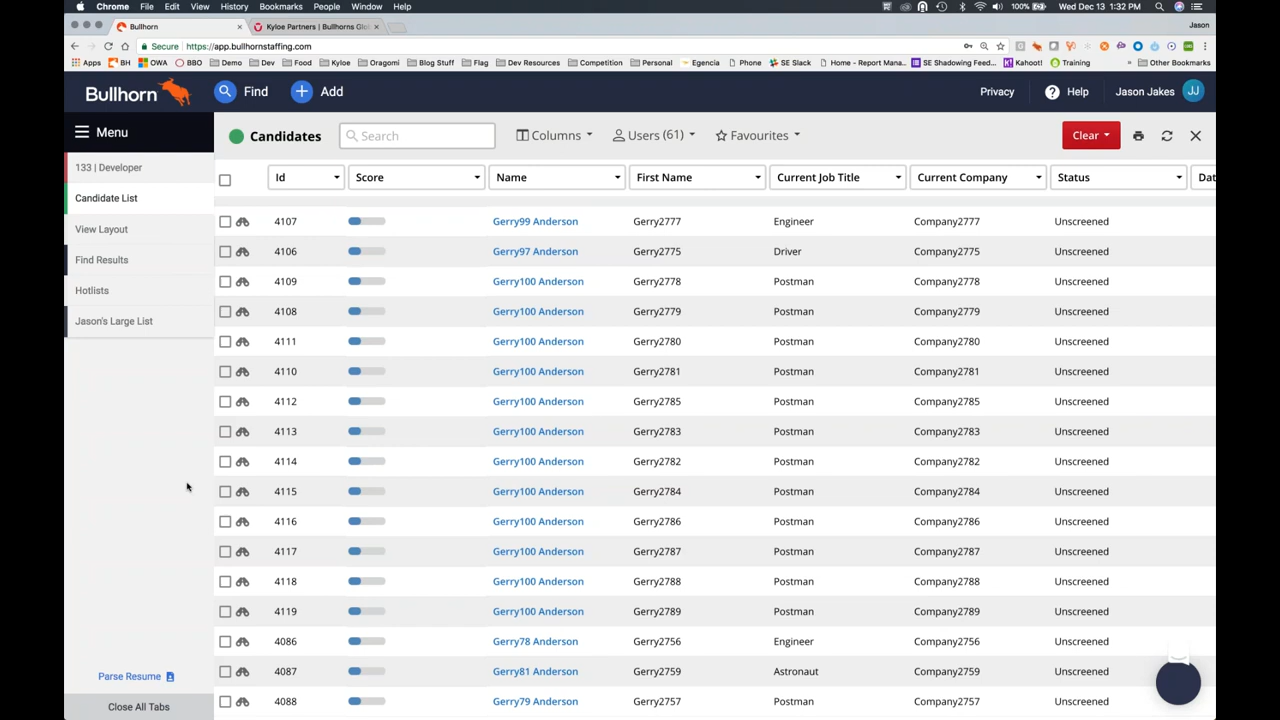 Chrome File Edit View History Bookmarks People Window Help 100% Wed Dec 13 1:32 PM
Bullhorn × Kyloe Partners | Bullhorns Glo × Jason
Secure https://app.bullhornstaffing.com
Apps BH OWA BBO Demo Dev Food Kyloe Oragomi Blog Stuff Flag Dev Resources Competition Personal Egencia Phone SE Slack Home - Report Mana.. SE Shadowing Feed... Kahoot! Training » Other Bookmarks
Bullhorn Find Add Privacy Help Jason Jakes JJ
Menu
Candidates Search Columns Users (61) Favourites Clear
133 | Developer
Candidate List
View Layout
Find Results
Hotlists
Jason's Large List
Parse Resume
Close All Tabs
Id Score Name First Name Current Job Title Current Company Status Dat
4107 Gerry99 Anderson Gerry2777 Engineer Company2777 Unscreened
4106 Gerry97 Anderson Gerry2775 Driver Company2775 Unscreened
4109 Gerry100 Anderson Gerry2778 Postman Company2778 Unscreened
4108 Gerry100 Anderson Gerry2779 Postman Company2779 Unscreened
4111 Gerry100 Anderson Gerry2780 Postman Company2780 Unscreened
4110 Gerry100 Anderson Gerry2781 Postman Company2781 Unscreened
4112 Gerry100 Anderson Gerry2785 Postman Company2785 Unscreened
4113 Gerry100 Anderson Gerry2783 Postman Company2783 Unscreened
4114 Gerry100 Anderson Gerry2782 Postman Company2782 Unscreened
4115 Gerry100 Anderson Gerry2784 Postman Company2784 Unscreened
4116 Gerry100 Anderson Gerry2786 Postman Company2786 Unscreened
4117 Gerry100 Anderson Gerry2787 Postman Company2787 Unscreened
4118 Gerry100 Anderson Gerry2788 Postman Company2788 Unscreened
4119 Gerry100 Anderson Gerry2789 Postman Company2789 Unscreened
4086 Gerry78 Anderson Gerry2756 Engineer Company2756 Unscreened
4087 Gerry81 Anderson Gerry2759 Astronaut Company2759 Unscreened
4088 Gerry79 Anderson Gerry2757 Postman Company2757 Unscreened